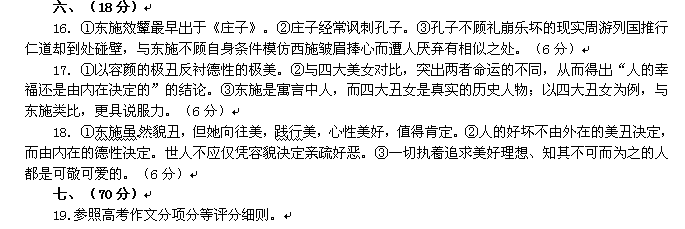 六、（18分）↵
16. ①东施效颦最早出于《庄子》。②庄子经常讽刺孔子。③孔子不顾礼崩乐坏的现实周游列国推行
仁道却到处碰壁，与东施不顾自身条件模仿西施皱眉捧心而遭人厌弃有相似之处。（6分）↵
17. ①以容颜的极丑反衬德性的极美。②与四大美女对比，突出两者命运的不同，从而得出“人的幸
福还是由内在决定的”的结论。③东施是寓言中人，而四大丑女是真实的历史人物；以四大丑女为例，与
东施类比，更具说服力。（6分）↵
18. ①东施虽然貌丑，但她向往美，践行美，心性美好，值得肯定。②人的好坏不由外在的美丑决定，
而由内在的德性决定。世人不应仅凭容貌决定亲疏好恶。③一切执着追求美好理想、知其不可而为之的人
都是可敬可爱的。（6分）↵
七、（70分）↵
19.参照高考作文分项分等评分细则。↵